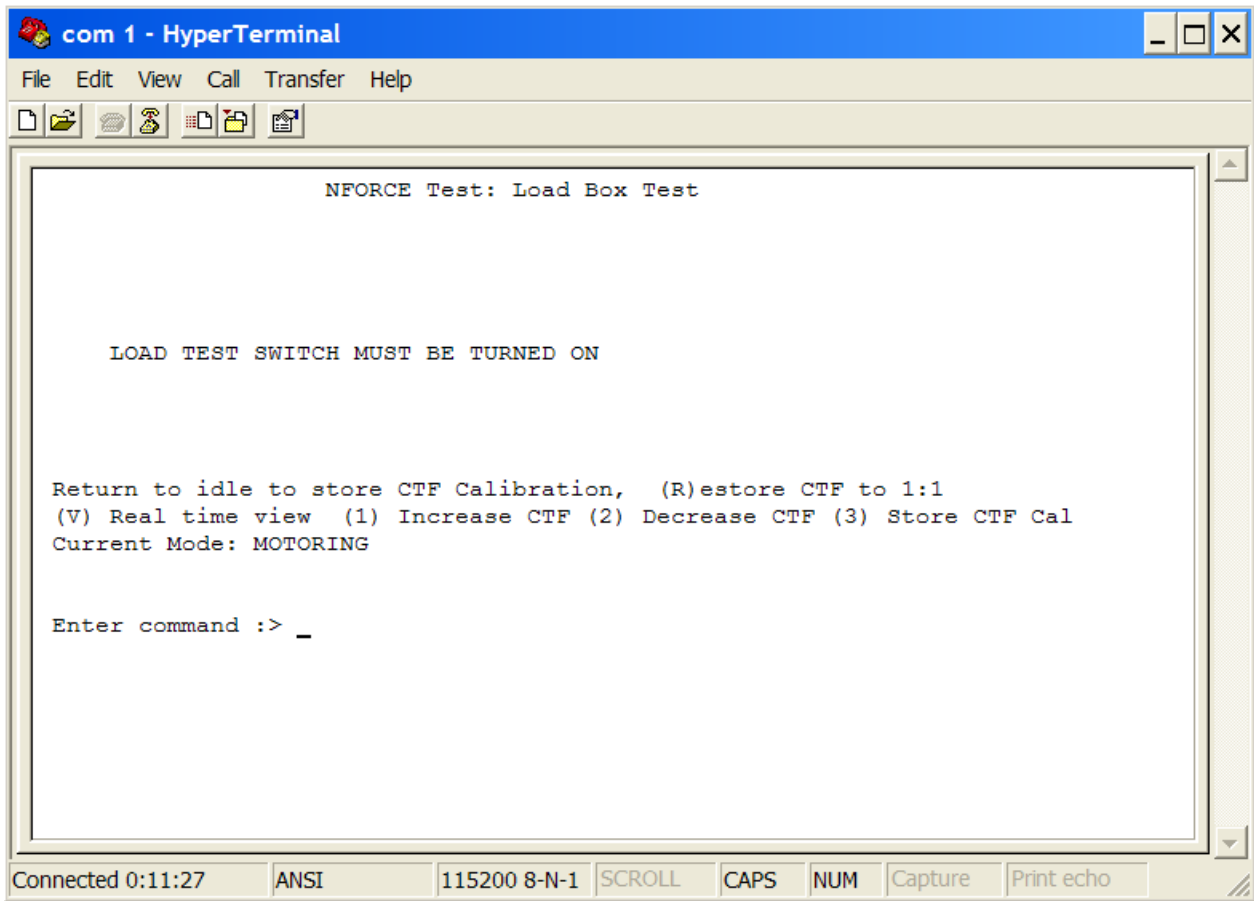 com 1 - HyperTerminal
File Edit View Call Transfer Help
NFORCE Test: Load Box Test
LOAD TEST SWITCH MUST BE TURNED ON
Return to idle to store CTF Calibration, (R)estore CTF to 1:1
(V) Real time view (1) Increase CTF (2) Decrease CTF (3) Store CTF Cal
Current Mode: MOTORING
Enter command :> _
Connected 0:11:27 ANSI 115200 8-N-1 SCROLL CAPS NUM Capture Print echo